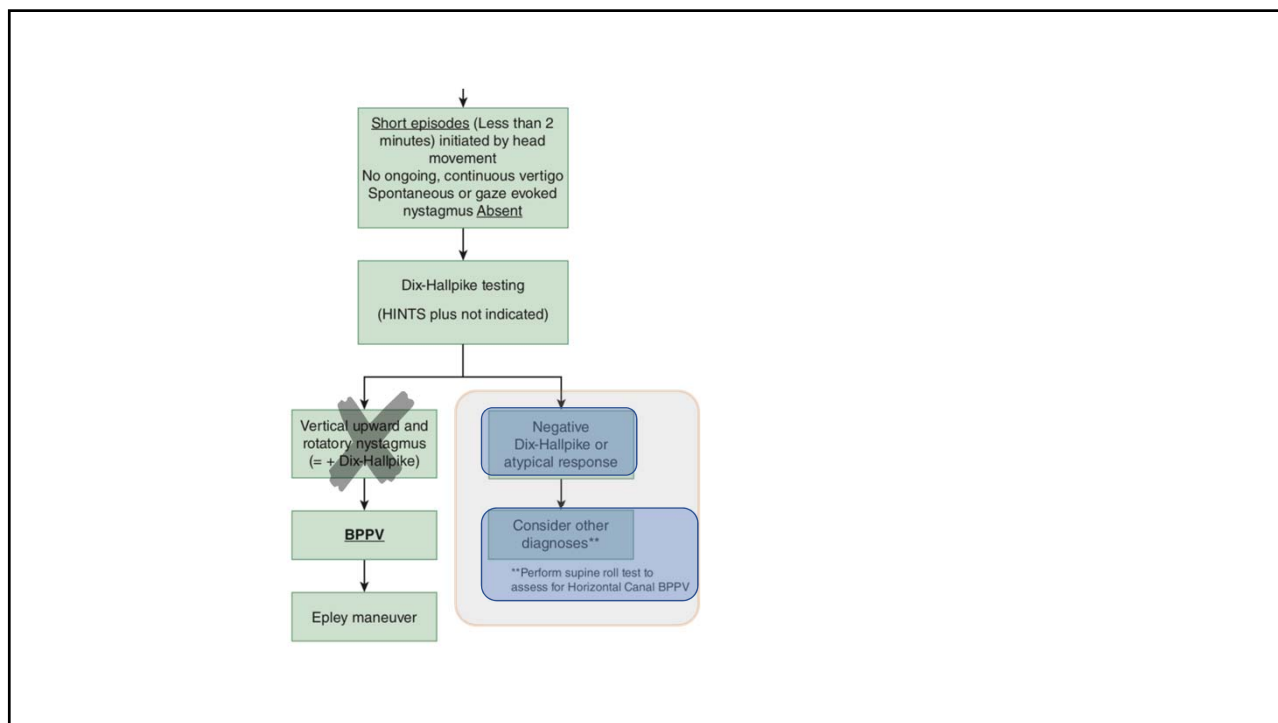 Short episodes (Less than 2
minutes) initiated by head
movement
No ongoing, continuous vertigo
Spontaneous or gaze evoked
nystagmus Absent
Dix-Hallpike testing
(HINTS plus not indicated)
Vertical upward and
rotatory nystagmus
(= + Dix-Hallpike)
BPPV
Epley maneuver
Negative
Dix-Hallpike or
atypical response
Consider other
diagnoses**
**Perform supine roll test to
assess for Horizontal Canal BPPV